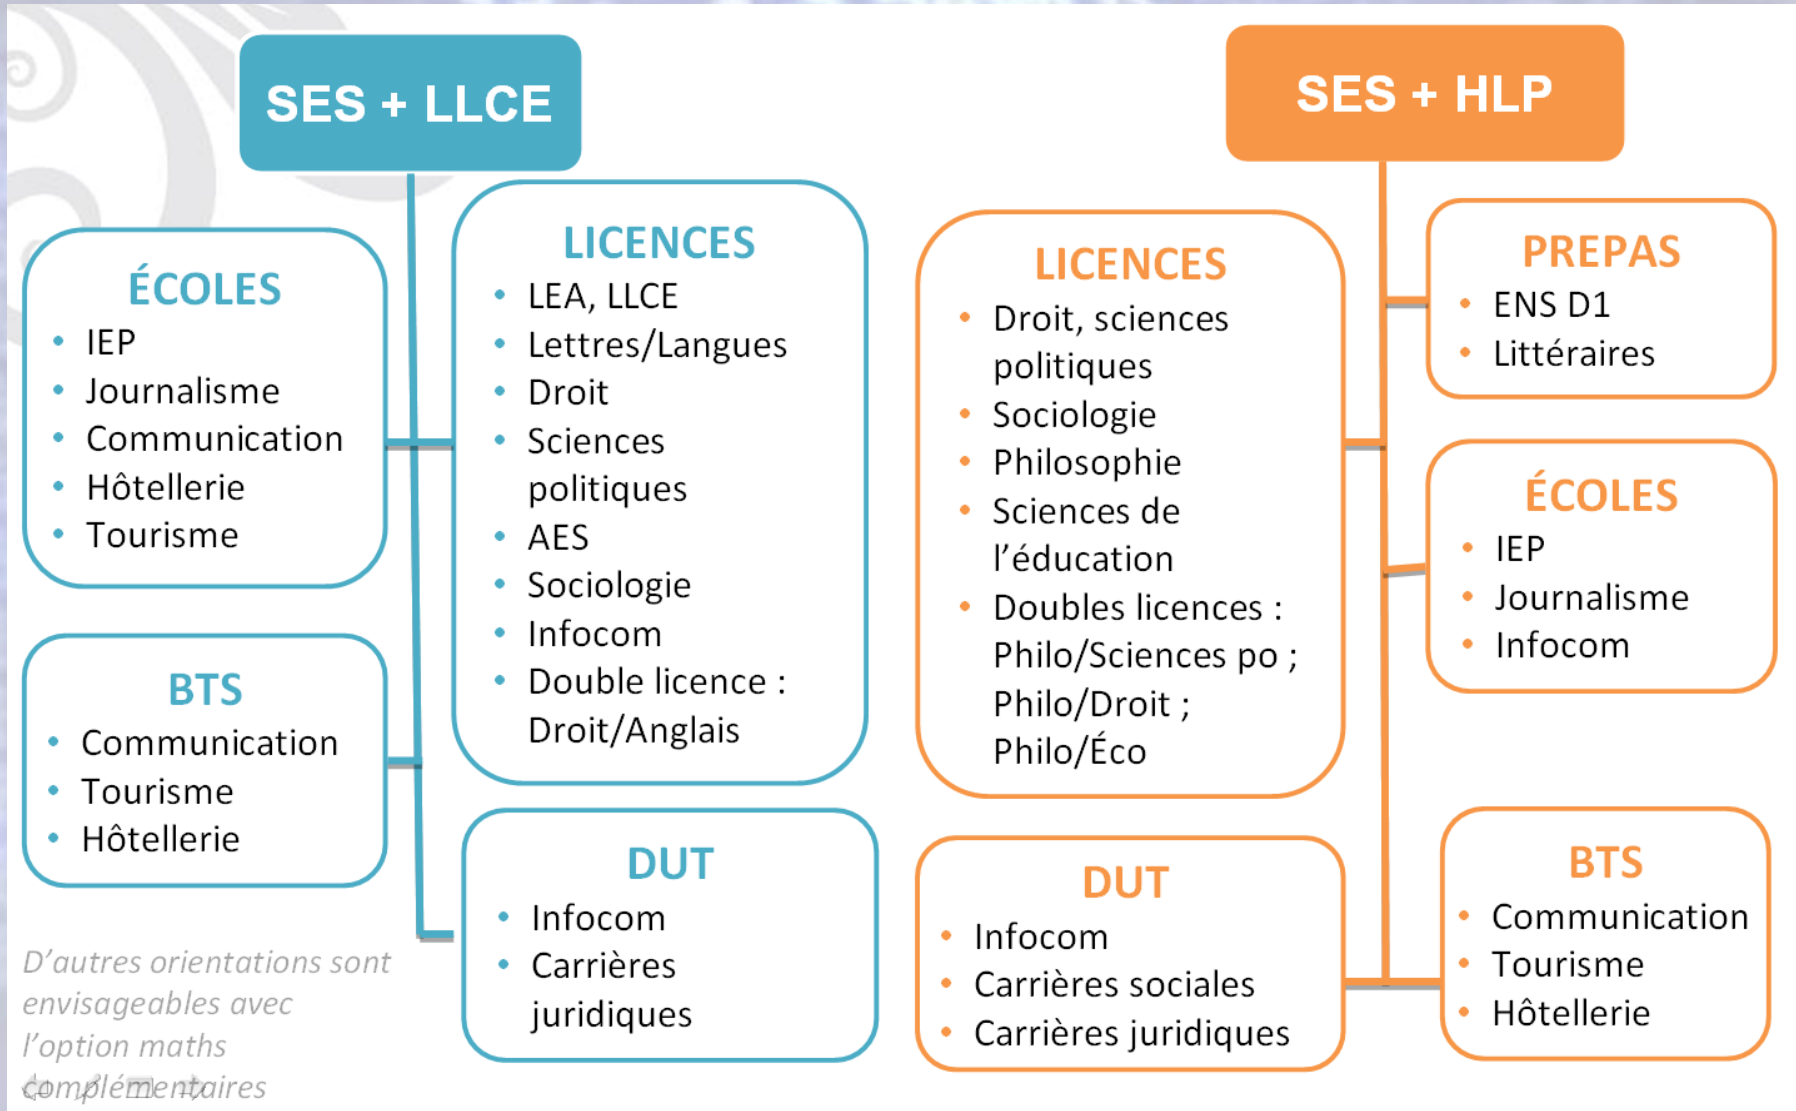 SES + LLCE
ÉCOLES
• IEP
• Journalisme
• Communication
• Hôtellerie
• Tourisme
LICENCES
• LEA, LLCE
• Lettres/Langues
• Droit
• Sciences
politiques
• AES
• Sociologie
• Infocom
• Double licence :
Droit/Anglais
BTS
• Communication
• Tourisme
• Hôtellerie
DUT
• Infocom
• Carrières
juridiques
D’autres orientations sont
envisageables avec
l’option maths
complémentaires
SES + HLP
LICENCES
• Droit, sciences
politiques
• Sociologie
• Philosophie
• Sciences de
l’éducation
• Doubles licences :
Philo/Sciences po ;
Philo/Droit ;
Philo/Éco
PREPAS
• ENS D1
• Littéraires
ÉCOLES
• IEP
• Journalisme
• Infocom
DUT
• Infocom
• Carrières sociales
• Carrières juridiques
BTS
• Communication
• Tourisme
• Hôtellerie